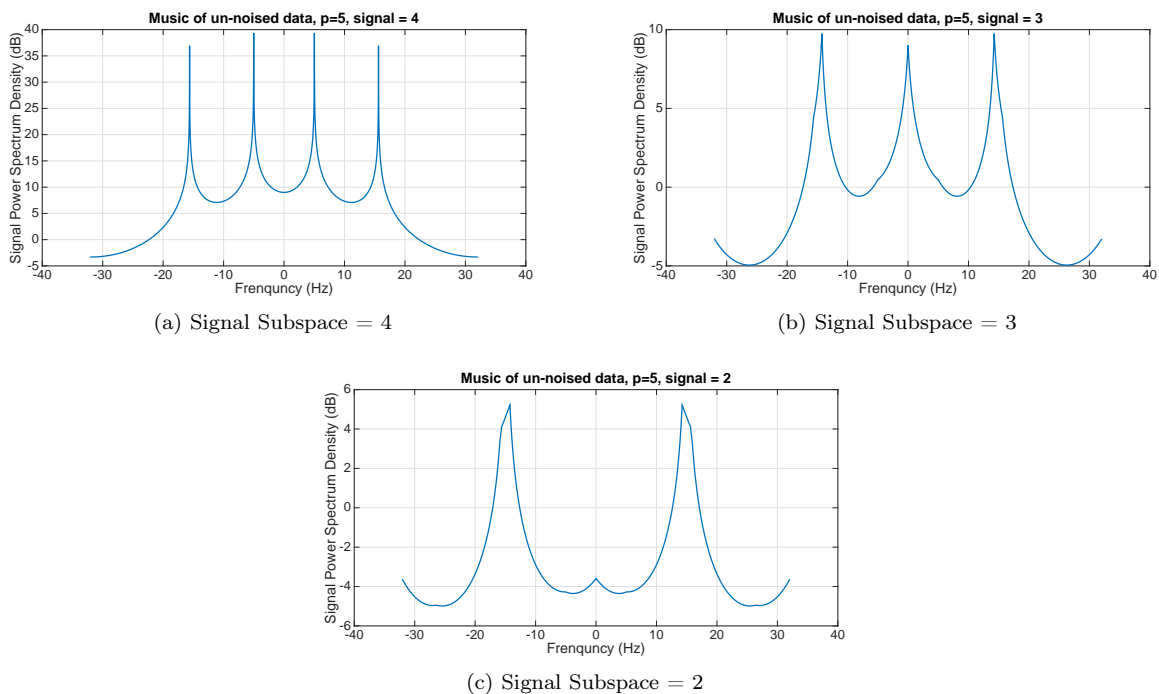 Music of un-noised data, p=5, signal = 4
Signal Power Spectrum Density (dB)
40
35
30
25
20
15
10
5
0
-5
-40 -30 -20 -10 0 10 20 30 40
Frenquncy (Hz)
(a) Signal Subspace = 4
Music of un-noised data, p=5, signal = 3
Signal Power Spectrum Density (dB)
10
5
0
-5
-40 -30 -20 -10 0 10 20 30 40
Frenquncy (Hz)
(b) Signal Subspace = 3
Music of un-noised data, p=5, signal = 2
Signal Power Spectrum Density (dB)
6
4
2
0
-2
-4
-6
-40 -30 -20 -10 0 10 20 30 40
Frenquncy (Hz)
(c) Signal Subspace = 2